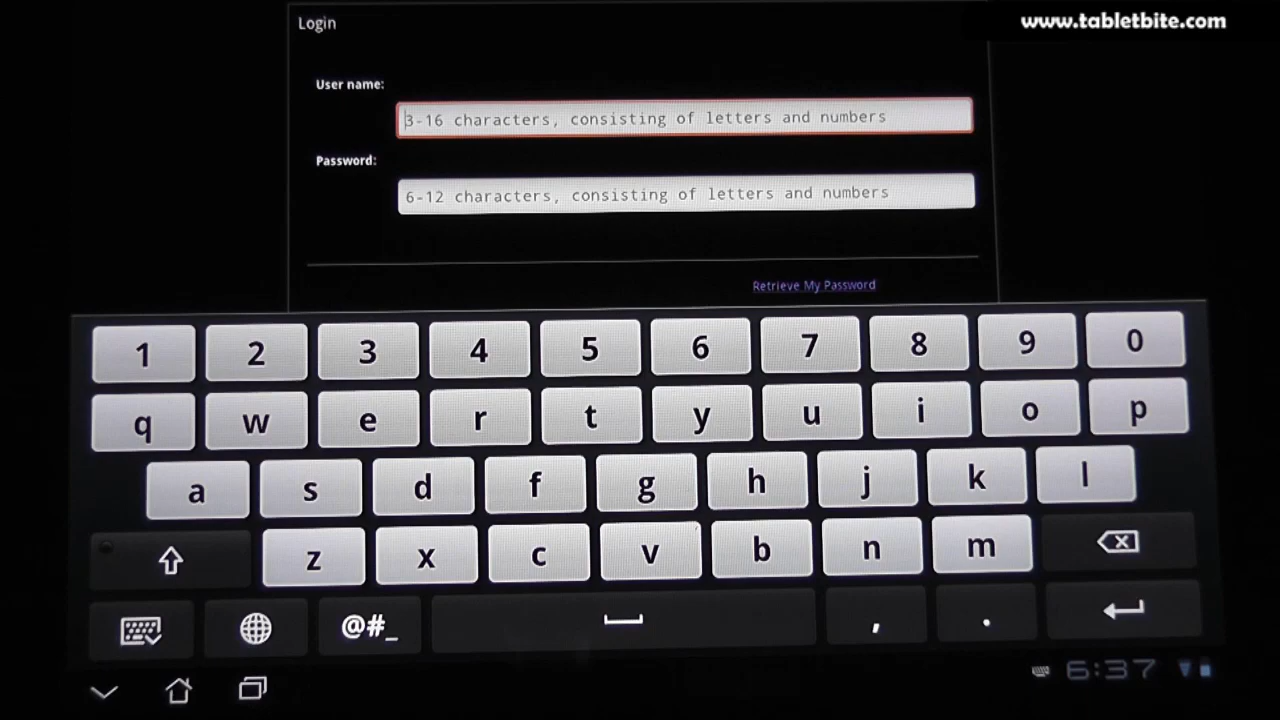 www.tabletbite.com
Login
User name:
3-16 characters, consisting of letters and numbers
Password:
6-12 characters, consisting of letters and numbers
Retrieve My Password
1 2 3 4 5 6 7 8 9 0
q w e r t y u i o p
a s d f g h j k l
z x c v b n m
@#_ , .
6:37